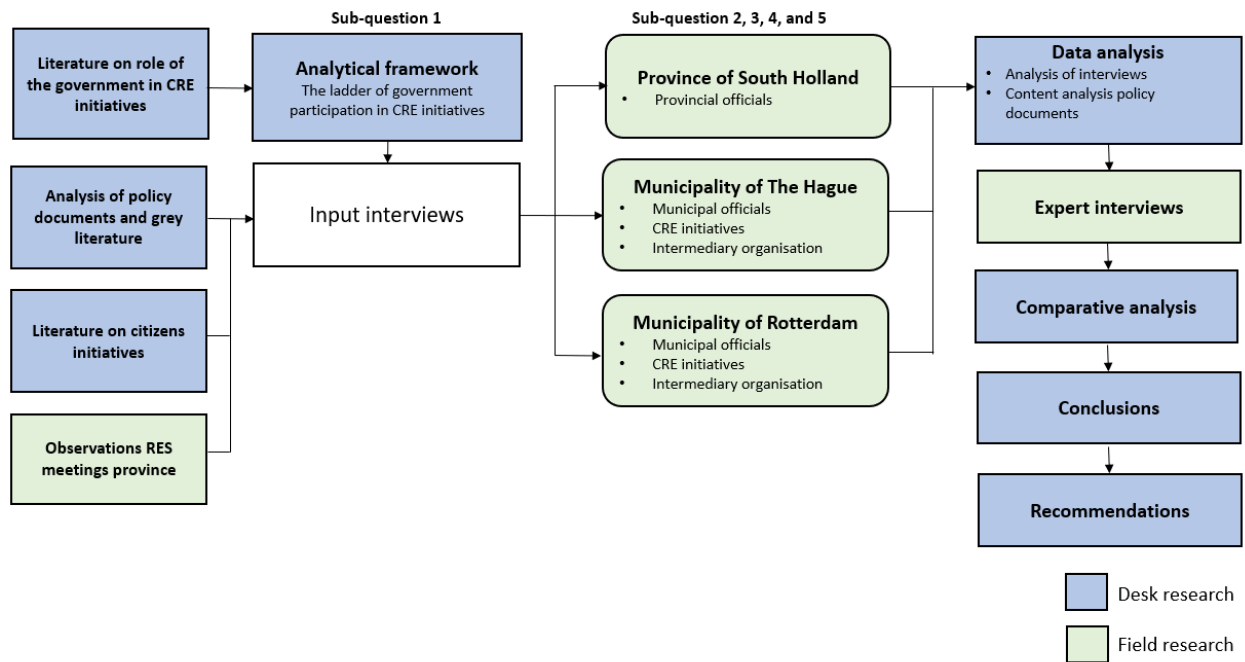 Sub-question 1
Sub-question 2, 3, 4, and 5
Literature on role of
the government in CRE
initiatives
Analytical framework
The ladder of government
participation in CRE initiatives
Province of South Holland
• Provincial officials
Data analysis
• Analysis of interviews
• Content analysis policy
documents
Analysis of policy
documents and grey
literature
Input interviews
Municipality of The Hague
• Municipal officials
• CRE initiatives
• Intermediary organisation
Expert interviews
Literature on citizens
initiatives
Municipality of Rotterdam
• Municipal officials
• CRE initiatives
• Intermediary organisation
Comparative analysis
Observations RES
meetings province
Conclusions
Recommendations
Desk research
Field research